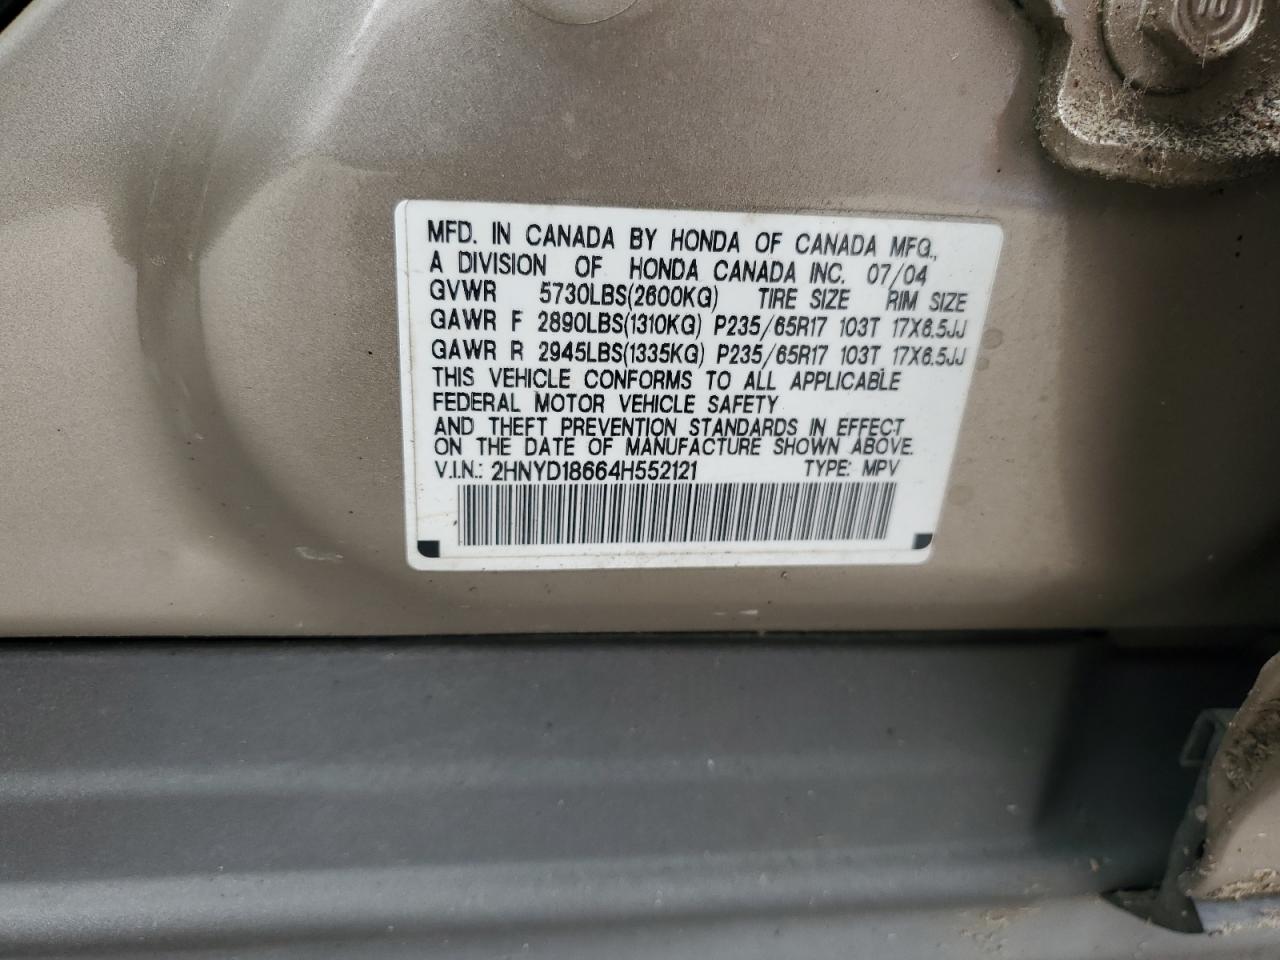 MFD. IN CANADA BY HONDA OF CANADA MFG.,
A DIVISION OF HONDA CANADA INC. 07/04
GVWR 5730LBS(2600KG) TIRE SIZE RIM SIZE
GAWR F 2890LBS(1310KG) P235/65R17 103T 17X6.5JJ
GAWR R 2945LBS(1335KG) P235/65R17 103T 17X6.5JJ
THIS VEHICLE CONFORMS TO ALL APPLICABLE
FEDERAL MOTOR VEHICLE SAFETY
AND THEFT PREVENTION STANDARDS IN EFFECT
ON THE DATE OF MANUFACTURE SHOWN ABOVE.
V.I.N.: 2HNYD18664H552121 TYPE: MPV